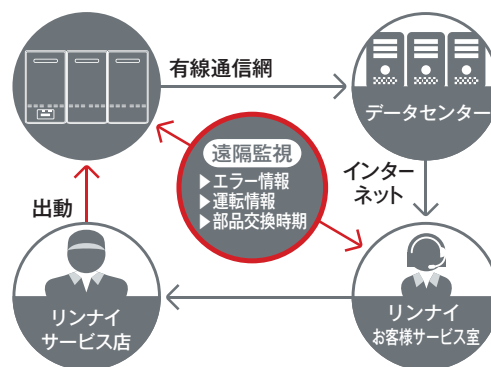 有線通信網
データセンター
遠隔監視
▶エラー情報
▶運転情報
▶部品交換時期
インター
ネット
出動
リンナイ
サービス店
リンナイ
お客様サービス室